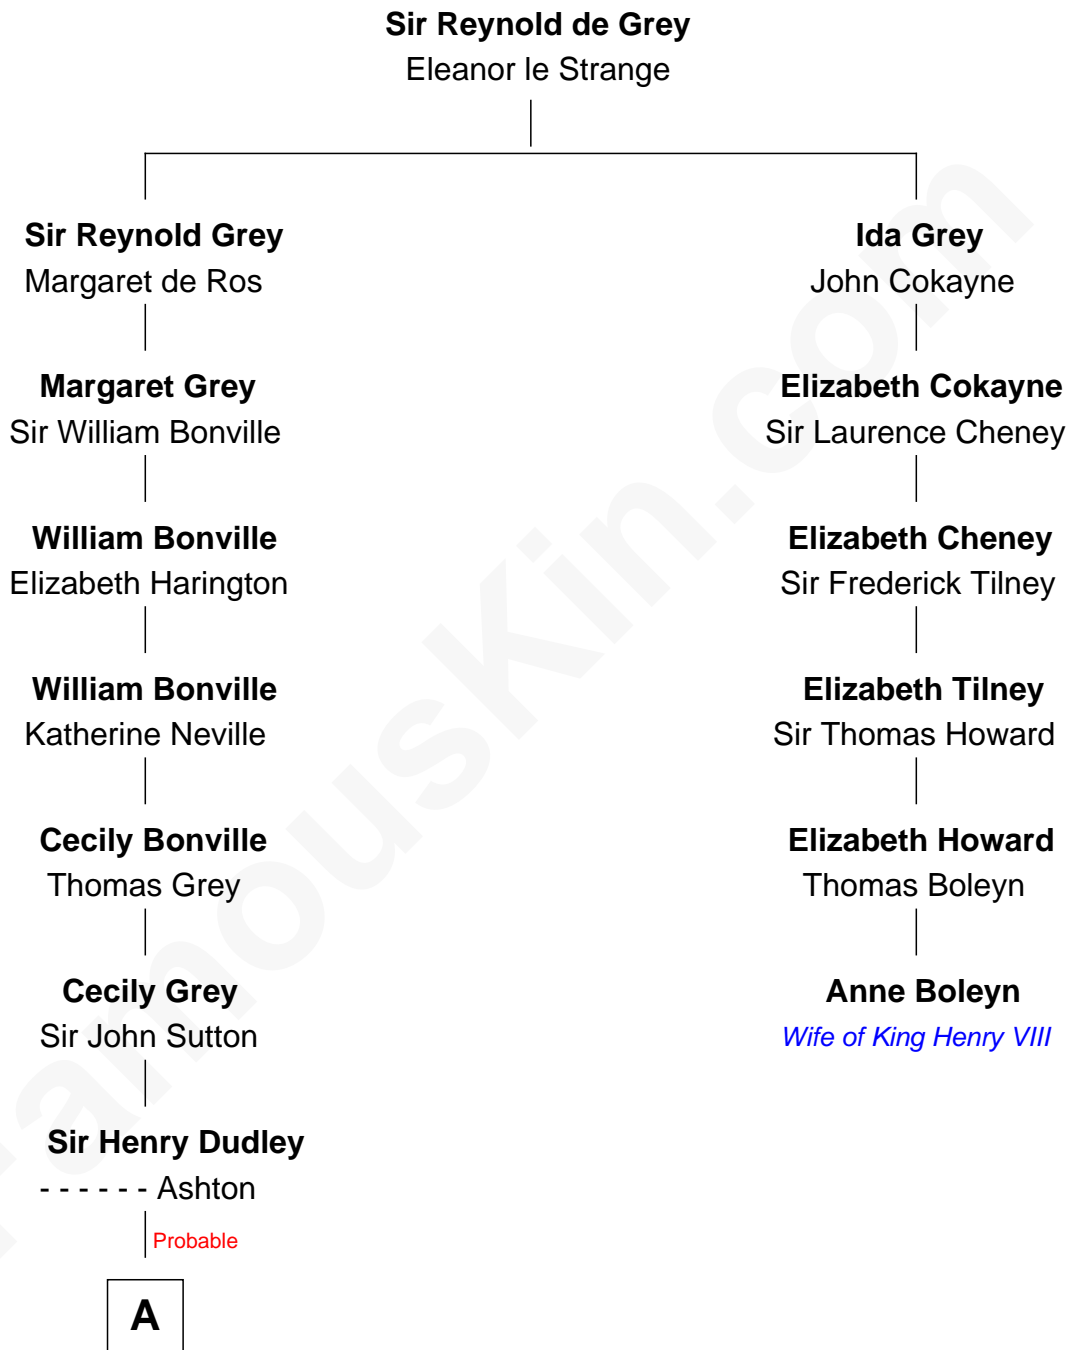 Sir Reynold de Grey
Eleanor le Strange
Sir Reynold Grey
Margaret de Ros
Ida Grey
John Cokayne
Margaret Grey
Sir William Bonville
Elizabeth Cokayne
Sir Laurence Cheney
William Bonville
Elizabeth Harington
Elizabeth Cheney
Sir Frederick Tilney
William Bonville
Katherine Neville
Elizabeth Tilney
Sir Thomas Howard
Cecily Bonville
Thomas Grey
Elizabeth Howard
Thomas Boleyn
Cecily Grey
Sir John Sutton
Anne Boleyn
Wife of King Henry VIII
Sir Henry Dudley
- - - - - - Ashton
Probable
A
FamousKin.com